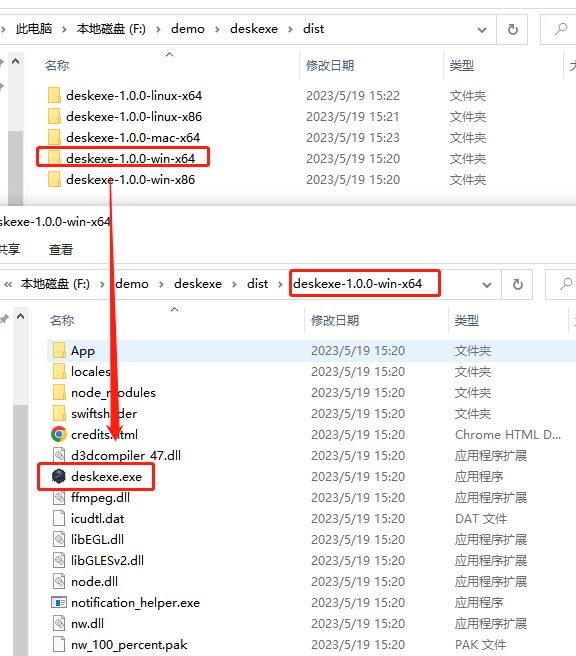 此电脑 › 本地磁盘 (F:) › demo › deskexe › dist
名称 修改日期 类型
deskexe-1.0.0-linux-x64 2023/5/19 15:22 文件夹
deskexe-1.0.0-linux-x86 2023/5/19 15:21 文件夹
deskexe-1.0.0-mac-x64 2023/5/19 15:23 文件夹
deskexe-1.0.0-win-x64 2023/5/19 15:20 文件夹
deskexe-1.0.0-win-x86 2023/5/19 15:20 文件夹
skexe-1.0.0-win-x64
共享 查看
« 本地磁盘 (F:) › demo › deskexe › dist › deskexe-1.0.0-win-x64
名称 修改日期 类型
App 2023/5/19 15:20 文件夹
locales 2023/5/19 15:20 文件夹
node_modules 2023/5/19 15:20 文件夹
swiftshader 2023/5/19 15:20 文件夹
credits.html 2023/5/19 15:20 Chrome HTML D...
d3dcompiler_47.dll 2023/5/19 15:20 应用程序扩展
deskexe.exe 2023/5/19 15:20 应用程序
ffmpeg.dll 2023/5/19 15:20 应用程序扩展
icudtl.dat 2023/5/19 15:20 DAT 文件
libEGL.dll 2023/5/19 15:20 应用程序扩展
libGLESv2.dll 2023/5/19 15:20 应用程序扩展
node.dll 2023/5/19 15:20 应用程序扩展
notification_helper.exe 2023/5/19 15:20 应用程序
nw.dll 2023/5/19 15:20 应用程序扩展
nw_100_percent.pak 2023/5/19 15:20 PAK 文件